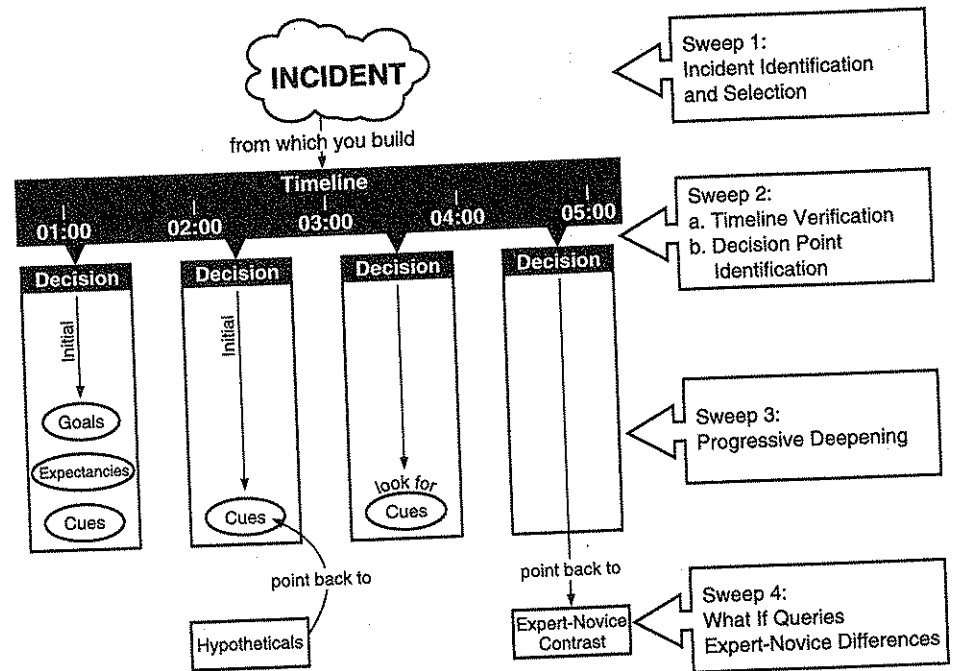 INCIDENT
from which you build
Sweep 1:
Incident Identification
and Selection
Timeline
01:00
02:00
03:00
04:00
05:00
Sweep 2:
a. Timeline Verification
b. Decision Point
Identification
Decision
Decision
Decision
Decision
Initial
Initial
Goals
Expectancies
Cues
Cues
look for
Cues
Sweep 3:
Progressive Deepening
point back to
point back to
Hypotheticals
Expert-Novice
Contrast
Sweep 4:
What If Queries
Expert-Novice Differences